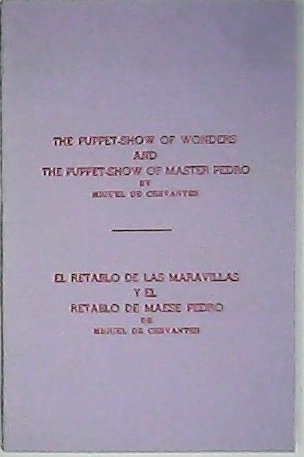 THE PUPPET-SHOW OF WONDERS
AND
THE PUPPET-SHOW OF MASTER PEDRO
BY
MIGUEL DE CERVANTES
EL RETABLO DE LAS MARAVILLAS
Y EL
RETABLO DE MAESE PEDRO
DE
MIGUEL DE CERVANTES